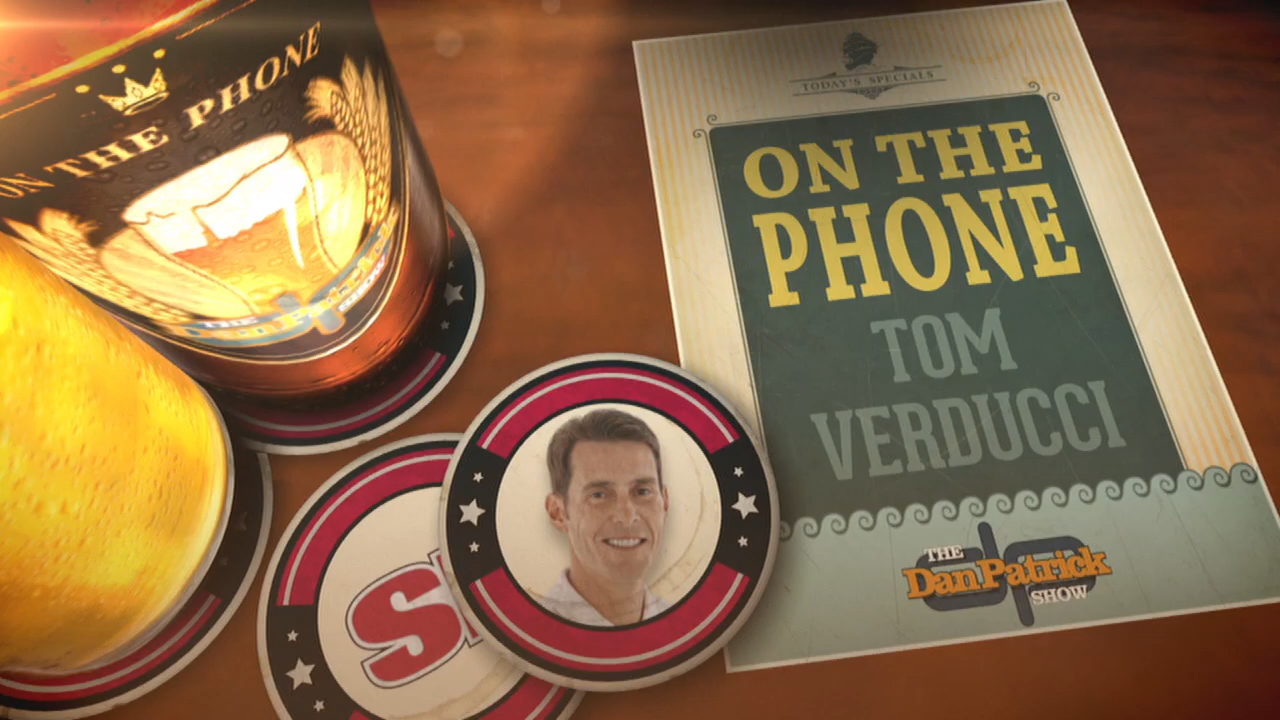 ON THE PHONE
TODAY'S SPECIALS
ON THE
PHONE
TOM
VERDUCCI
THE
Dan Patrick
SHOW
S